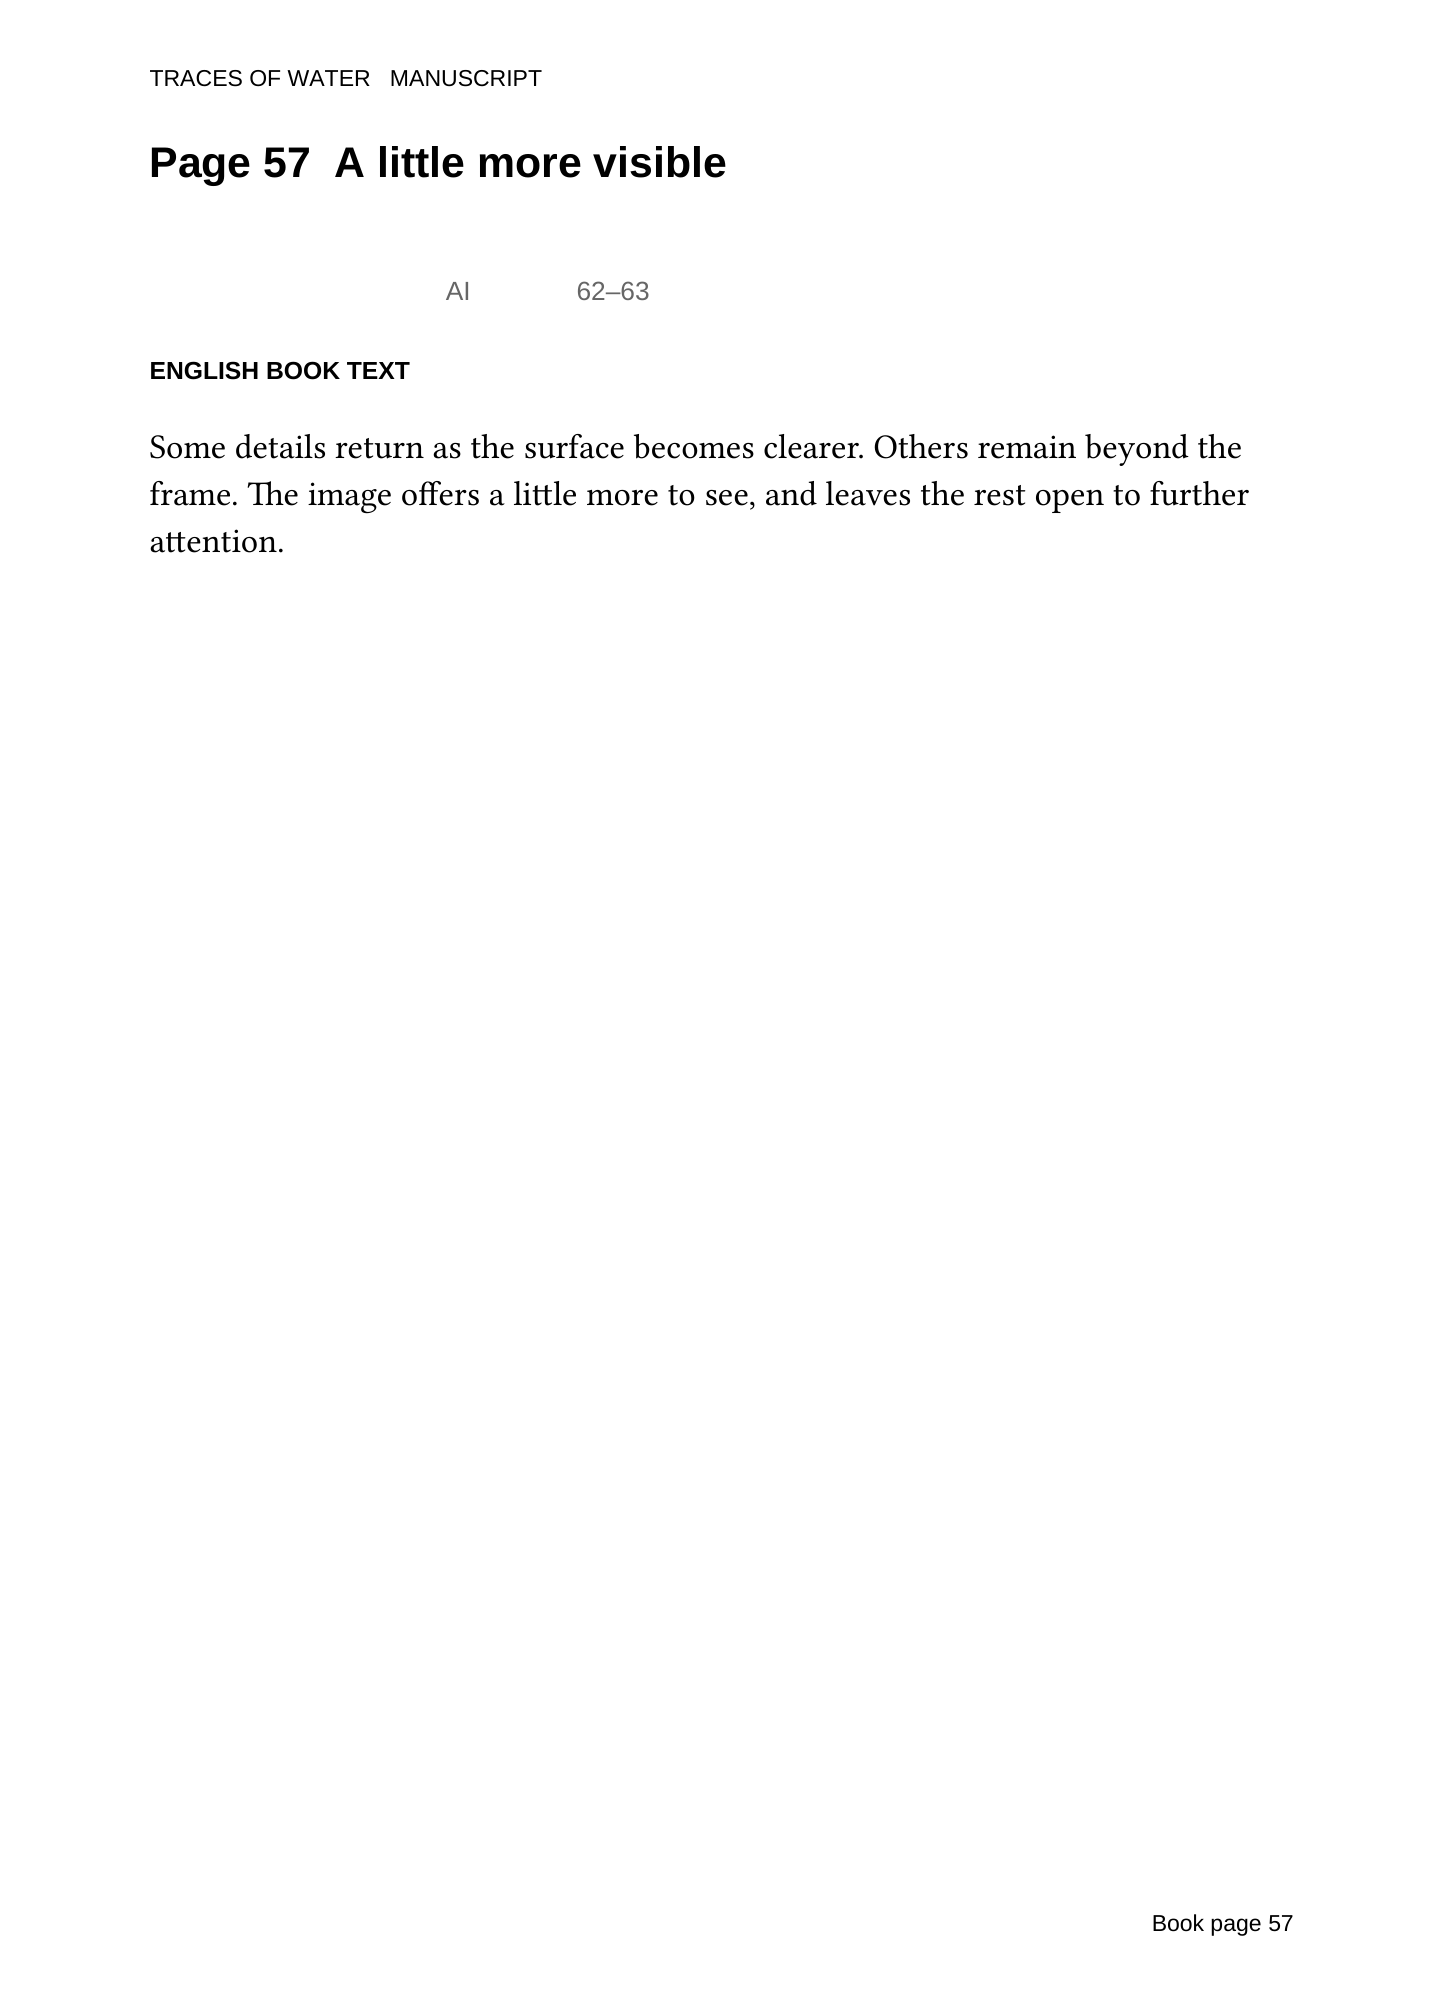 TRACES OF WATER MANUSCRIPT
Page 57 A little more visible
AI 62–63
ENGLISH BOOK TEXT
Some details return as the surface becomes clearer. Others remain beyond the
frame. The image offers a little more to see, and leaves the rest open to further
attention.
Book page 57